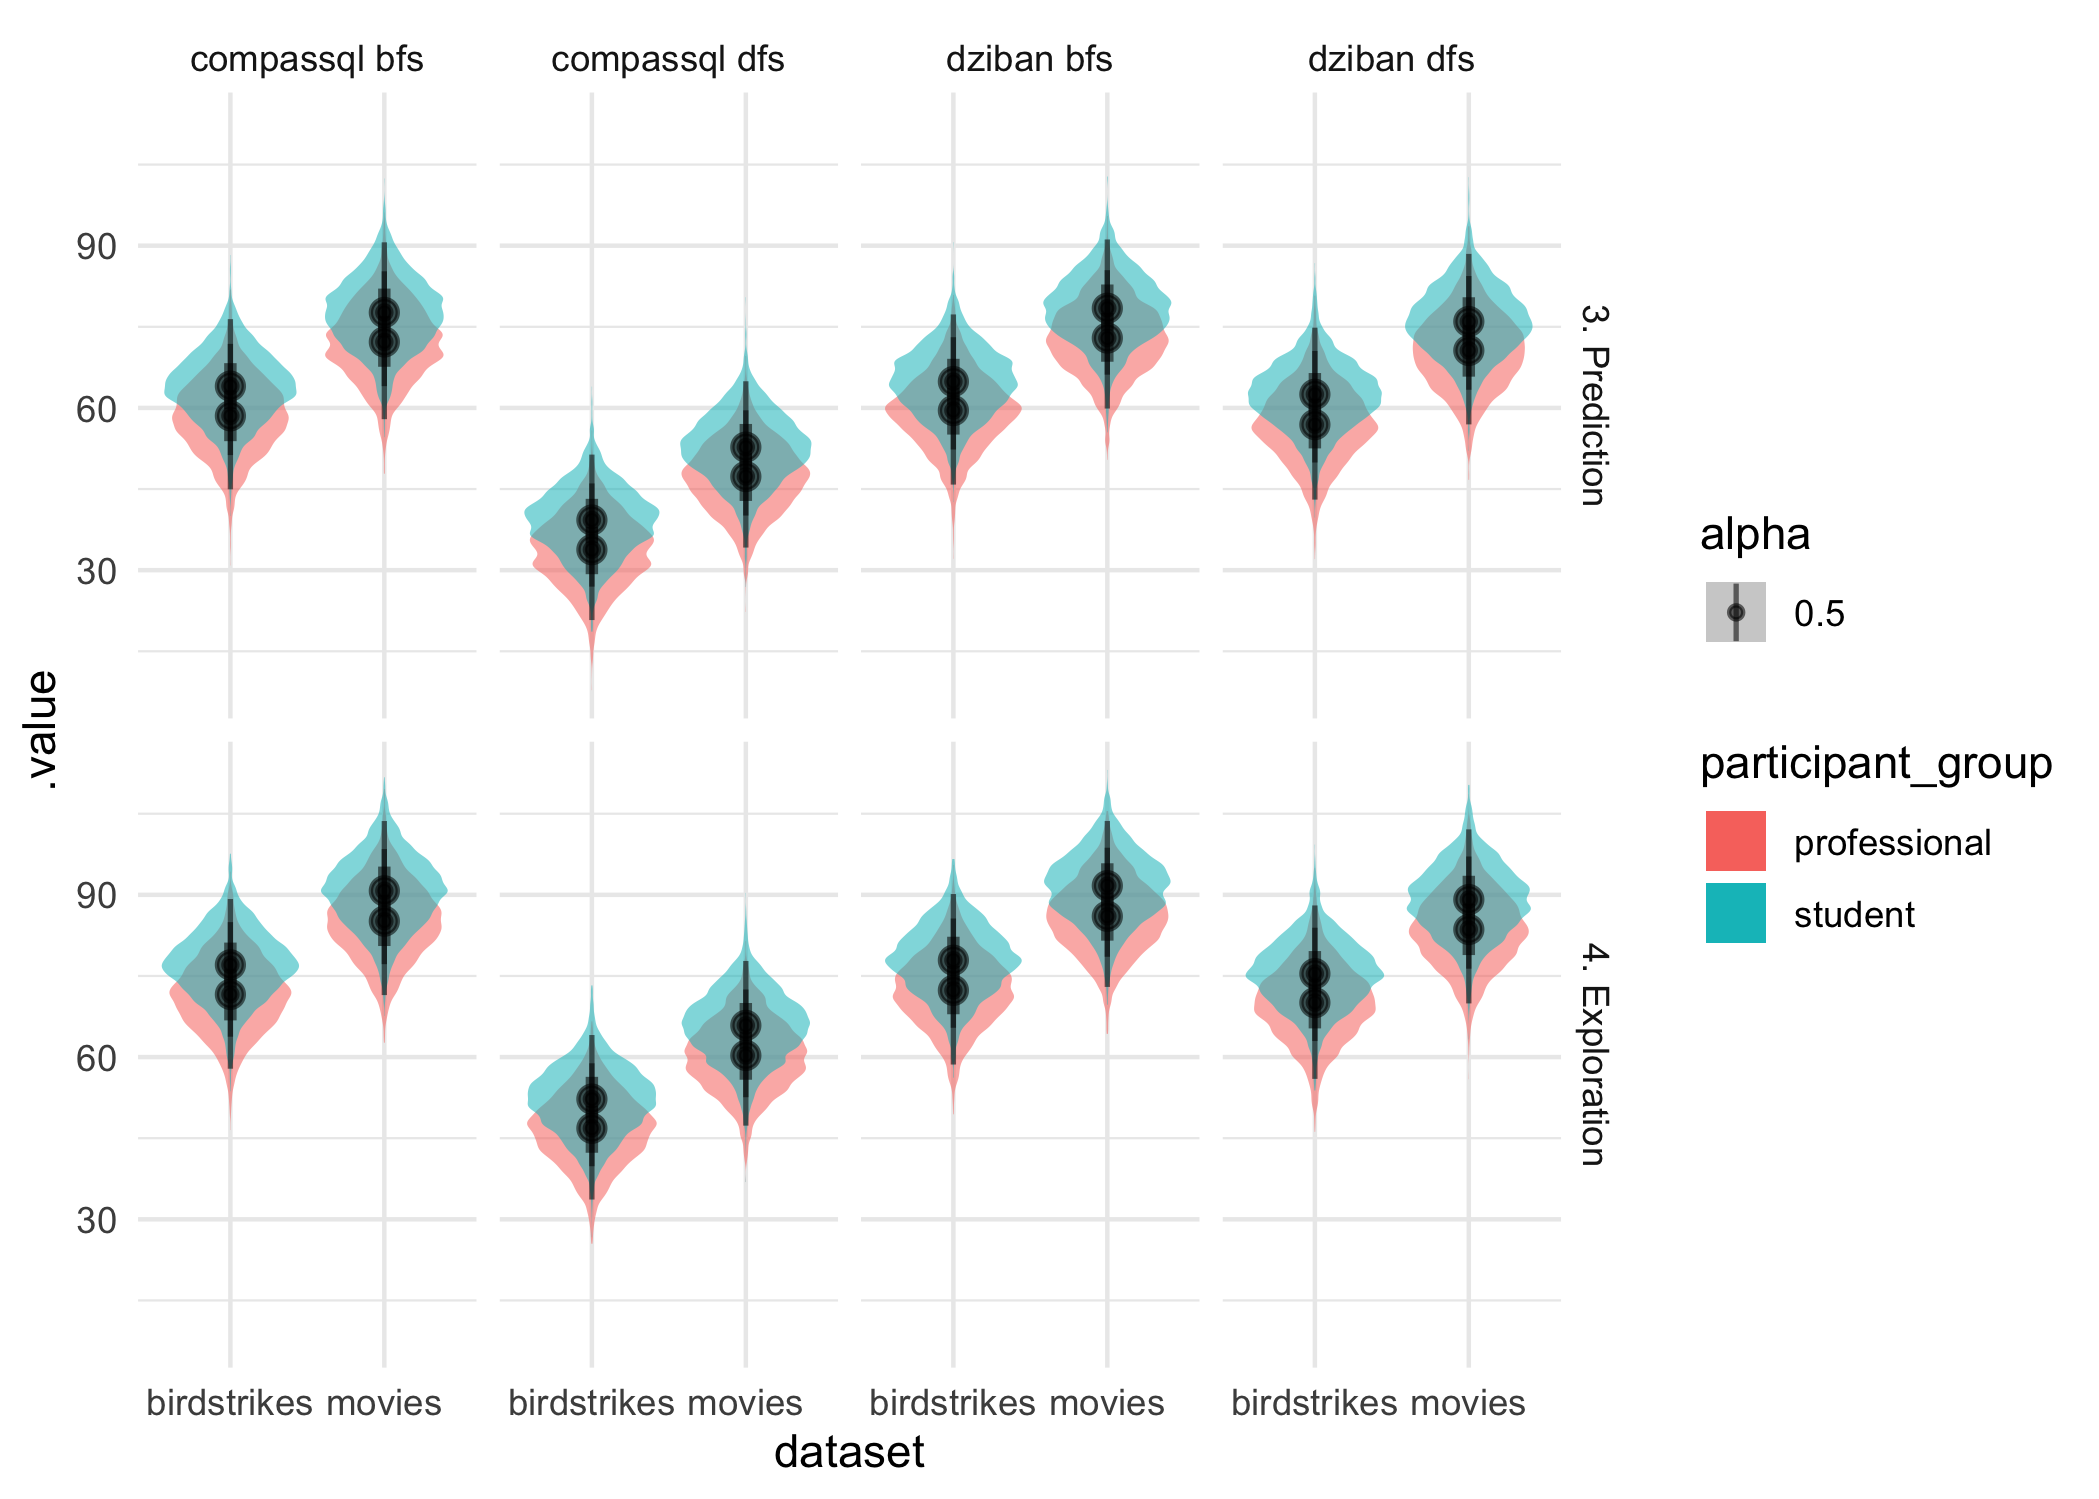 compassql bfs compassql dfs dziban bfs dziban dfs
90
60
30
3. Prediction
90
60
30
4. Exploration
.value
birdstrikes movies birdstrikes movies birdstrikes movies birdstrikes movies
dataset
alpha
0.5
participant_group
professional
student